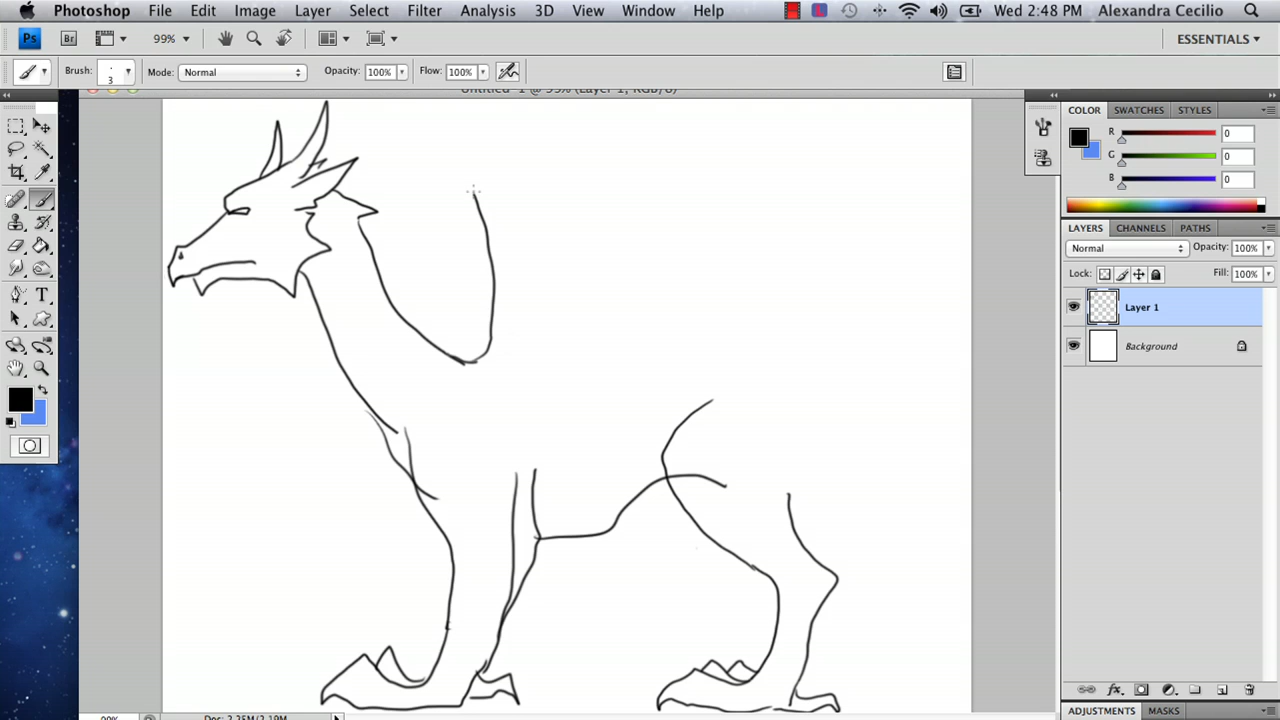 Photoshop File Edit Image Layer Select Filter Analysis 3D View Window Help Wed 2:48 PM Alexandra Cecilio
Ps Br 99% ESSENTIALS
Brush: 3 Mode: Normal Opacity: 100% Flow: 100%
COLOR SWATCHES STYLES
R 0
G 0
B 0
LAYERS CHANNELS PATHS
Normal Opacity: 100%
Lock: Fill: 100%
Layer 1
Background
ADJUSTMENTS MASKS